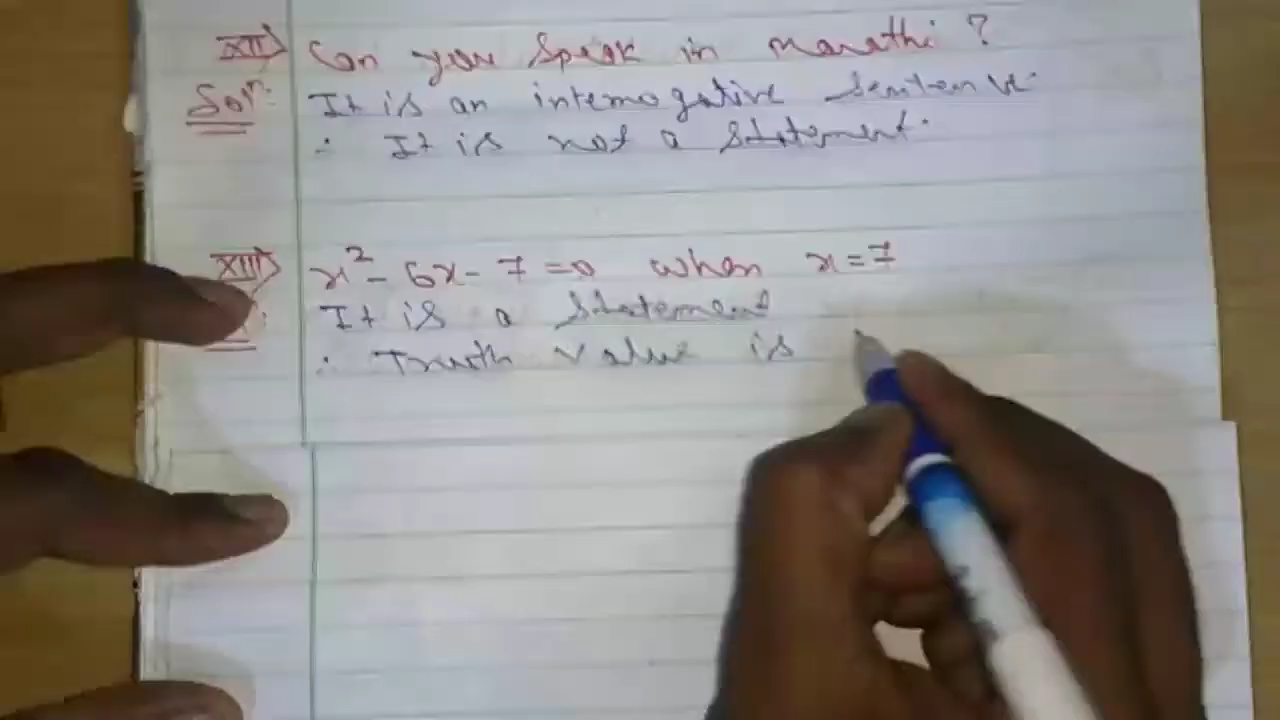 XII) Can you speak in marathi ?
Soln: It is an interrogative sentence.
∴ It is not a statement.
XIII) x² - 6x - 7 = 0 when x = 7
It is a statement
∴ Truth value is